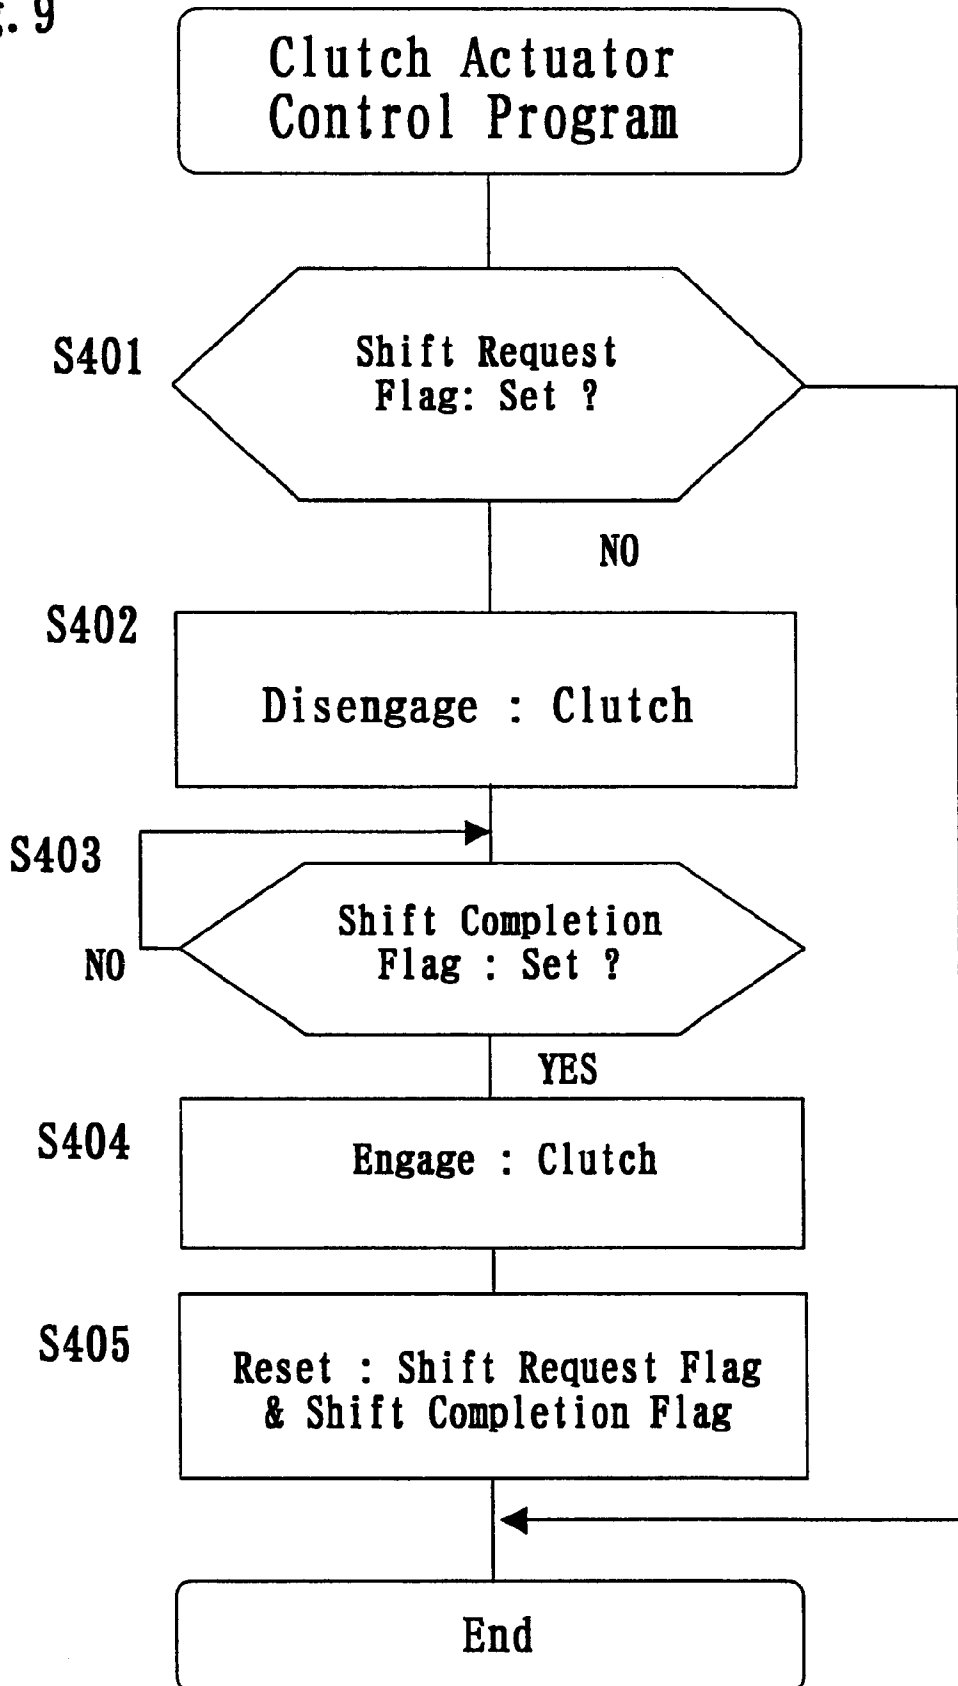 . 9
Clutch Actuator
Control Program
S401
Shift Request
Flag: Set ?
NO
S402
Disengage : Clutch
S403
Shift Completion
Flag : Set ?
NO
YES
S404
Engage : Clutch
S405
Reset : Shift Request Flag
& Shift Completion Flag
End